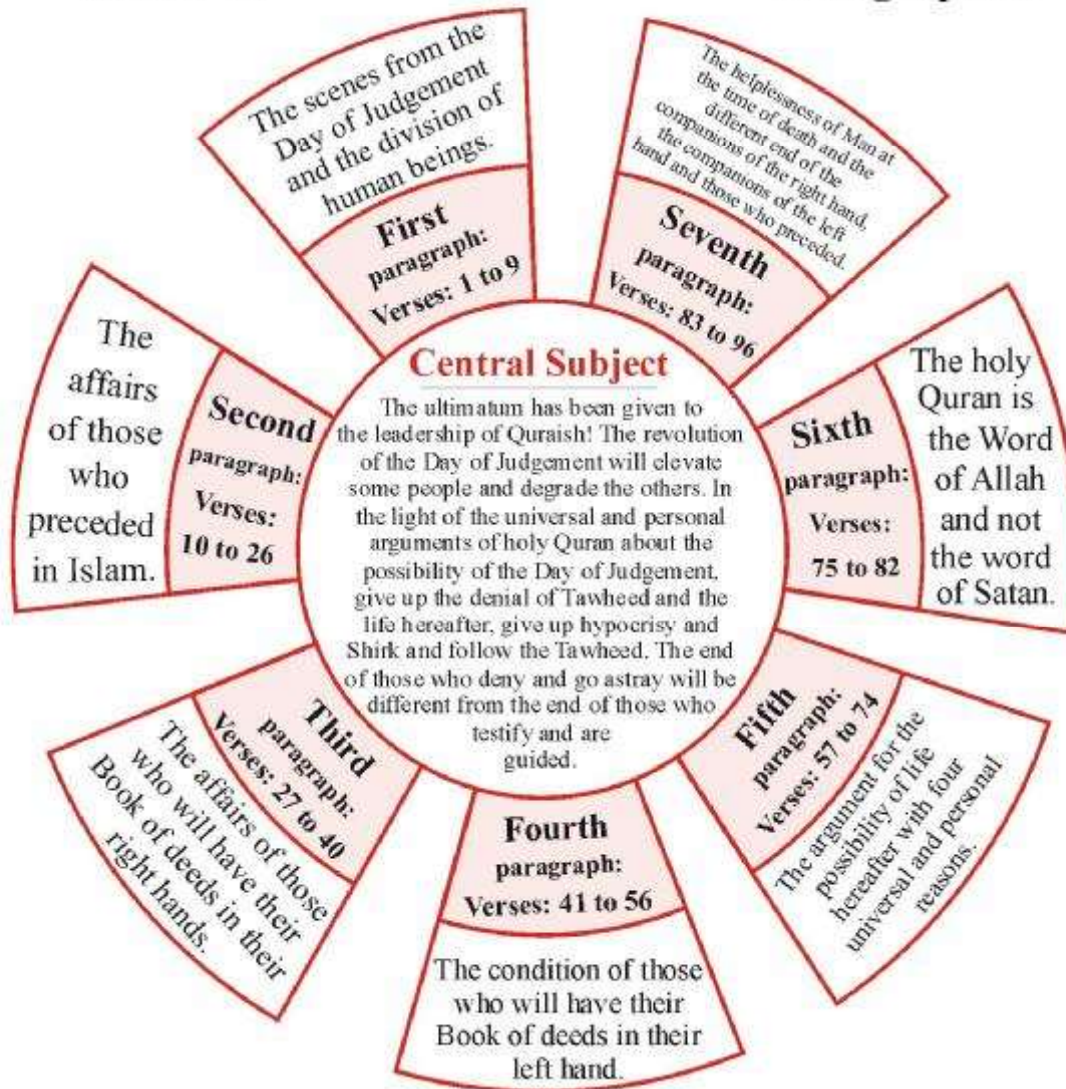 Central Subject
The ultimatum has been given to
the leadership of Quraish! The revolution
of the Day of Judgement will elevate
some people and degrade the others. In
the light of the universal and personal
arguments of holy Quran about the
possibility of the Day of Judgement,
give up the denial of Tawheed and the
life hereafter, give up hypocrisy and
Shirk and follow the Tawheed. The end
of those who deny and go astray will be
different from the end of those who
testify and are
guided.
First
paragraph:
Verses: 1 to 9
The scenes from the
Day of Judgement
and the division of
human beings.
Second
paragraph:
Verses:
10 to 26
The
affairs
of those
who
preceded
in Islam.
Third
paragraph:
Verses: 27 to 40
The affairs of those
who will have their
Book of deeds in their
right hands.
Fourth
paragraph:
Verses: 41 to 56
The condition of those
who will have their
Book of deeds in their
left hand.
Fifth
paragraph:
Verses: 57 to 74
The argument for the
possibility of life
hereafter with four
universal and personal
reasons.
Sixth
paragraph:
Verses:
75 to 82
The holy
Quran is
the Word
of Allah
and not
the word
of Satan.
Seventh
paragraph:
Verses: 83 to 96
The helplessness of Man at
the time of death and the
different end of the
companions of the right hand,
the companions of the left
hand and those who preceded.